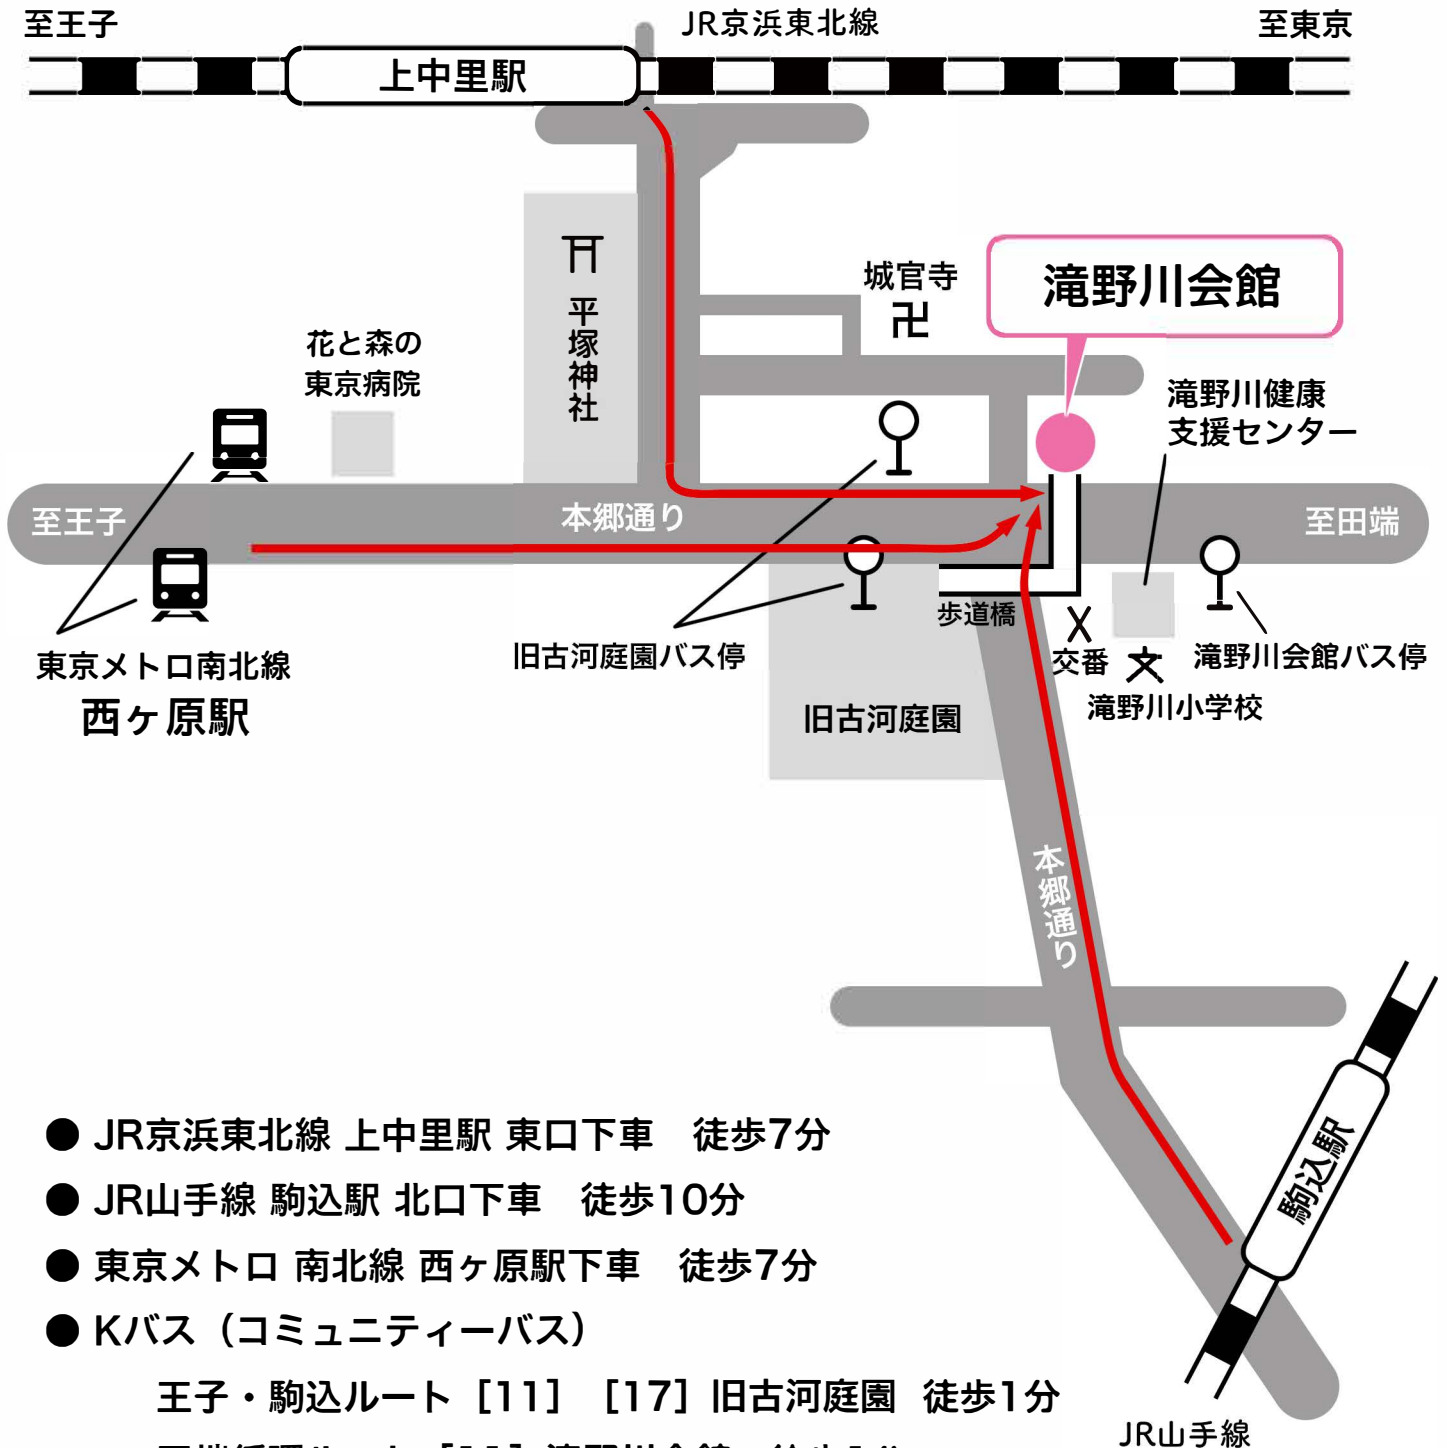 至王子
JR京浜東北線
至東京
上中里駅
城官寺
滝野川会館
平塚神社
花と森の
東京病院
滝野川健康
支援センター
至王子
本郷通り
至田端
歩道橋
旧古河庭園バス停
交番
文
滝野川会館バス停
東京メトロ南北線
西ヶ原駅
旧古河庭園
滝野川小学校
本郷通り
駒込駅
● JR京浜東北線 上中里駅 東口下車　徒歩7分
● JR山手線 駒込駅 北口下車　徒歩10分
● 東京メトロ 南北線 西ヶ原駅下車　徒歩7分
● Kバス（コミュニティーバス）
王子・駒込ルート［11］［17］旧古河庭園 徒歩1分
JR山手線